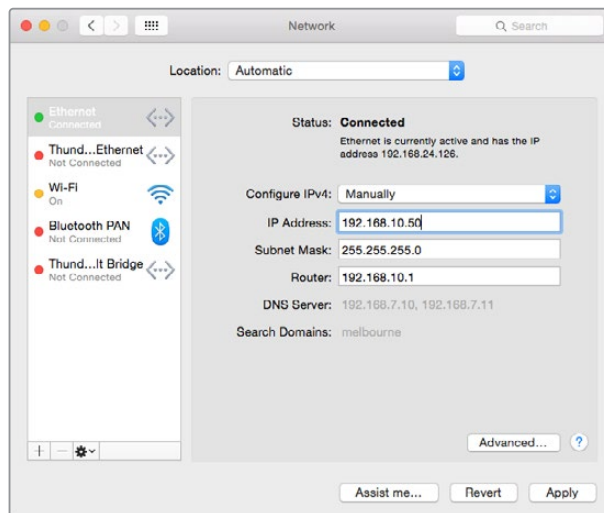 Network
Search
Location: Automatic
Ethernet
Connected
Thund...Ethernet
Not Connected
Wi-Fi
On
Bluetooth PAN
Not Connected
Thund...lt Bridge
Not Connected
Status: Connected
Ethernet is currently active and has the IP
address 192.168.24.126.
Configure IPv4: Manually
IP Address: 192.168.10.50
Subnet Mask: 255.255.255.0
Router: 192.168.10.1
DNS Server: 192.168.7.10, 192.168.7.11
Search Domains: melbourne
Advanced... ?
Assist me... Revert Apply